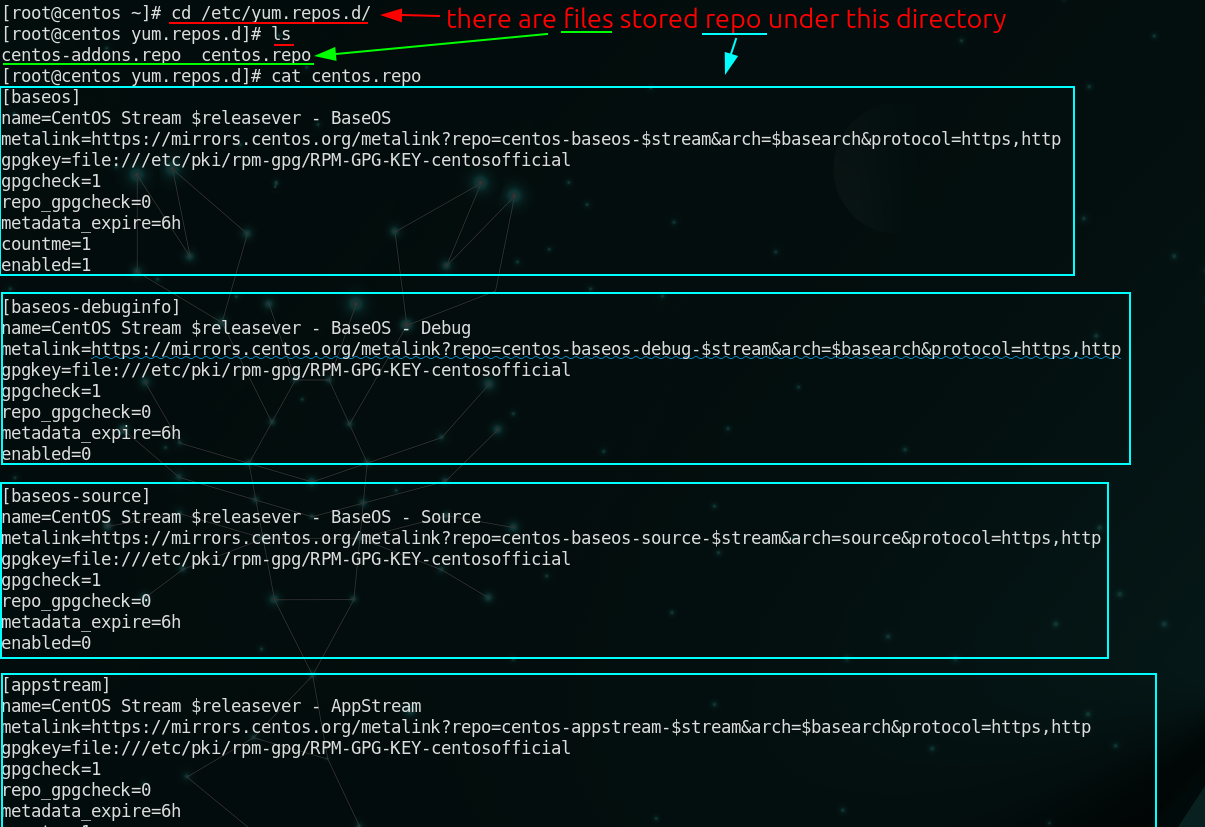 [root@centos ~]# cd /etc/yum.repos.d/
there are files stored repo under this directory
[root@centos yum.repos.d]# ls
centos-addons.repo  centos.repo
[root@centos yum.repos.d]# cat centos.repo
[baseos]
name=CentOS Stream $releasever - BaseOS
metalink=https://mirrors.centos.org/metalink?repo=centos-baseos-$stream&arch=$basearch&protocol=https,http
gpgkey=file:///etc/pki/rpm-gpg/RPM-GPG-KEY-centosofficial
gpgcheck=1
repo_gpgcheck=0
metadata_expire=6h
countme=1
enabled=1
[baseos-debuginfo]
name=CentOS Stream $releasever - BaseOS - Debug
metalink=https://mirrors.centos.org/metalink?repo=centos-baseos-debug-$stream&arch=$basearch&protocol=https,http
gpgkey=file:///etc/pki/rpm-gpg/RPM-GPG-KEY-centosofficial
gpgcheck=1
repo_gpgcheck=0
metadata_expire=6h
enabled=0
[baseos-source]
name=CentOS Stream $releasever - BaseOS - Source
metalink=https://mirrors.centos.org/metalink?repo=centos-baseos-source-$stream&arch=source&protocol=https,http
gpgkey=file:///etc/pki/rpm-gpg/RPM-GPG-KEY-centosofficial
gpgcheck=1
repo_gpgcheck=0
metadata_expire=6h
enabled=0
[appstream]
name=CentOS Stream $releasever - AppStream
metalink=https://mirrors.centos.org/metalink?repo=centos-appstream-$stream&arch=$basearch&protocol=https,http
gpgkey=file:///etc/pki/rpm-gpg/RPM-GPG-KEY-centosofficial
gpgcheck=1
repo_gpgcheck=0
metadata_expire=6h